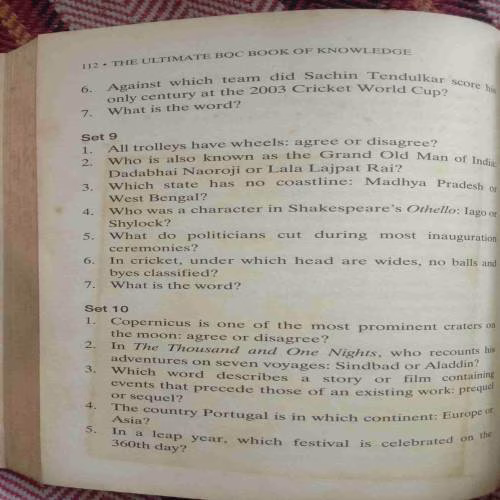 112 • THE ULTIMATE BQC BOOK OF KNOWLEDGE
6. Against which team did Sachin Tendulkar score his
only century at the 2003 Cricket World Cup?
7. What is the word?
Set 9
1. All trolleys have wheels: agree or disagree?
2. Who is also known as the Grand Old Man of India:
Dadabhai Naoroji or Lala Lajpat Rai?
3. Which state has no coastline: Madhya Pradesh or
West Bengal?
4. Who was a character in Shakespeare's Othello: Iago or
Shylock?
5. What do politicians cut during most inauguration
ceremonies?
6. In cricket, under which head are wides, no balls and
byes classified?
7. What is the word?
Set 10
1. Copernicus is one of the most prominent craters on
the moon: agree or disagree?
2. In The Thousand and One Nights, who recounts his
adventures on seven voyages: Sindbad or Aladdin?
3. Which word describes a story or film containing
events that precede those of an existing work: prequel
or sequel?
4. The country Portugal is in which continent: Europe or
Asia?
5. In a leap year, which festival is celebrated on the
360th day?